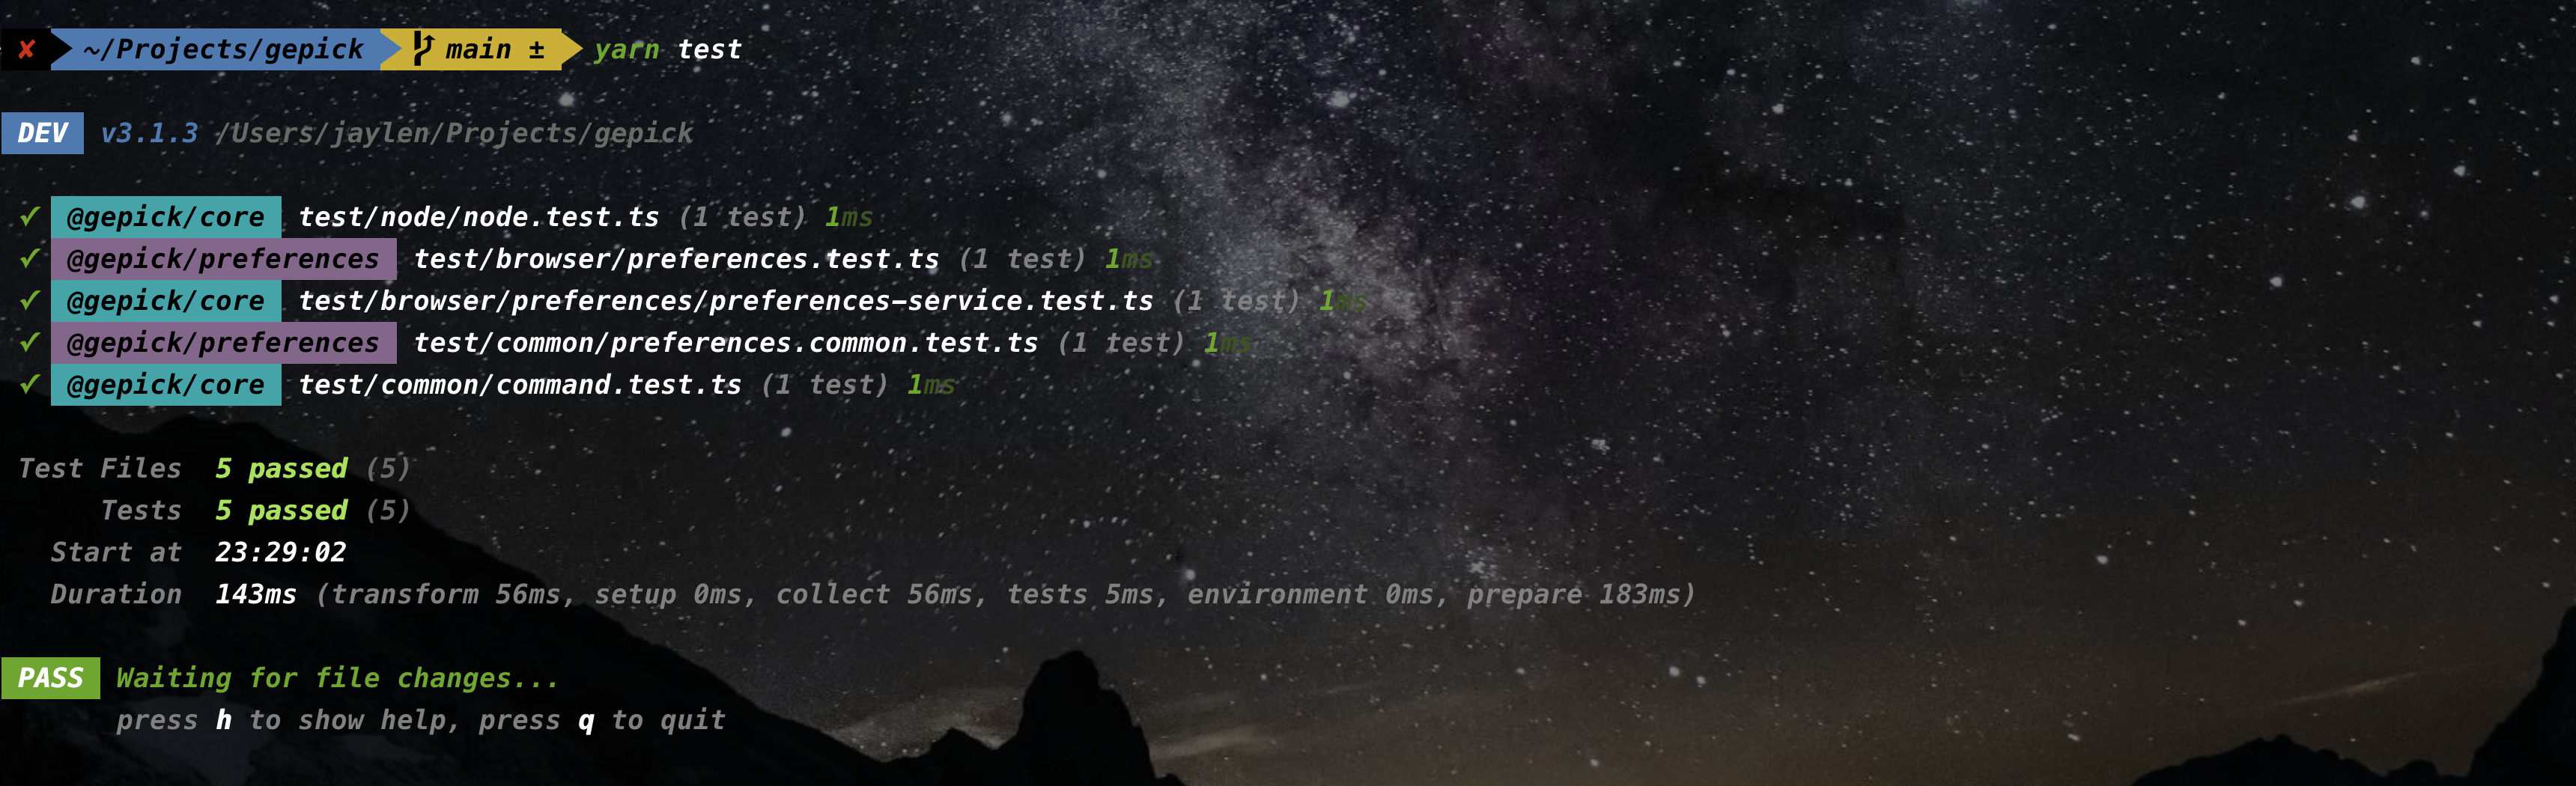 ✘ ~/Projects/gepick main ± yarn test
DEV v3.1.3 /Users/jaylen/Projects/gepick
✓ @gepick/core test/node/node.test.ts (1 test) 1ms
✓ @gepick/preferences test/browser/preferences.test.ts (1 test) 1ms
✓ @gepick/core test/browser/preferences/preferences-service.test.ts (1 test) 1ms
✓ @gepick/preferences test/common/preferences.common.test.ts (1 test) 1ms
✓ @gepick/core test/common/command.test.ts (1 test) 1ms
Test Files 5 passed (5)
Tests 5 passed (5)
Start at 23:29:02
Duration 143ms (transform 56ms, setup 0ms, collect 56ms, tests 5ms, environment 0ms, prepare 183ms)
PASS Waiting for file changes...
press h to show help, press q to quit